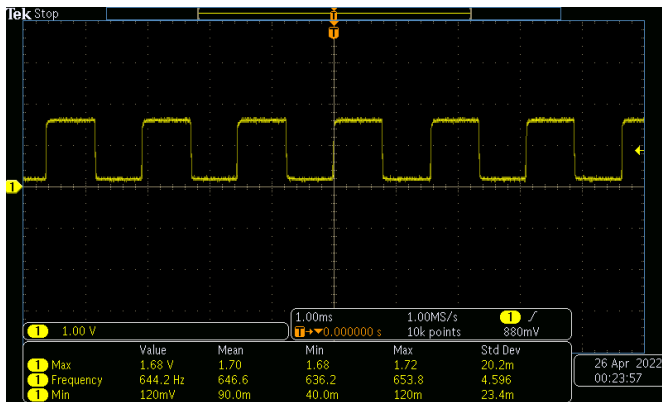 Tek Stop
T
T
1
1 1.00 V
1.00ms 1.00MS/s 1
T→▼0.000000 s 10k points 880mV
Value Mean Min Max Std Dev
1 Max 1.68 V 1.70 1.68 1.72 20.2m
1 Frequency 644.2 Hz 646.6 636.2 653.8 4.596
1 Min 120mV 90.0m 40.0m 120m 23.4m
26 Apr 2022
00:23:57